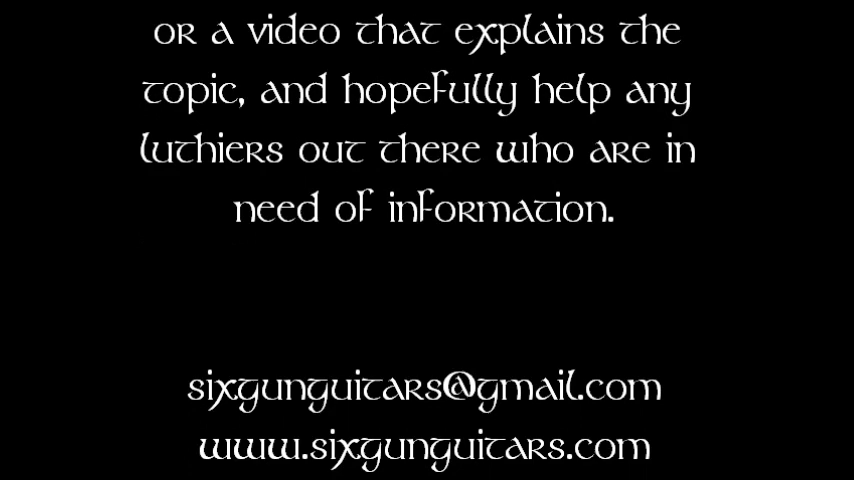 or a video that explains the
topic, and hopefully help any
luthiers out there who are in
need of information.
sixgunguitars@gmail.com
www.sixgunguitars.com